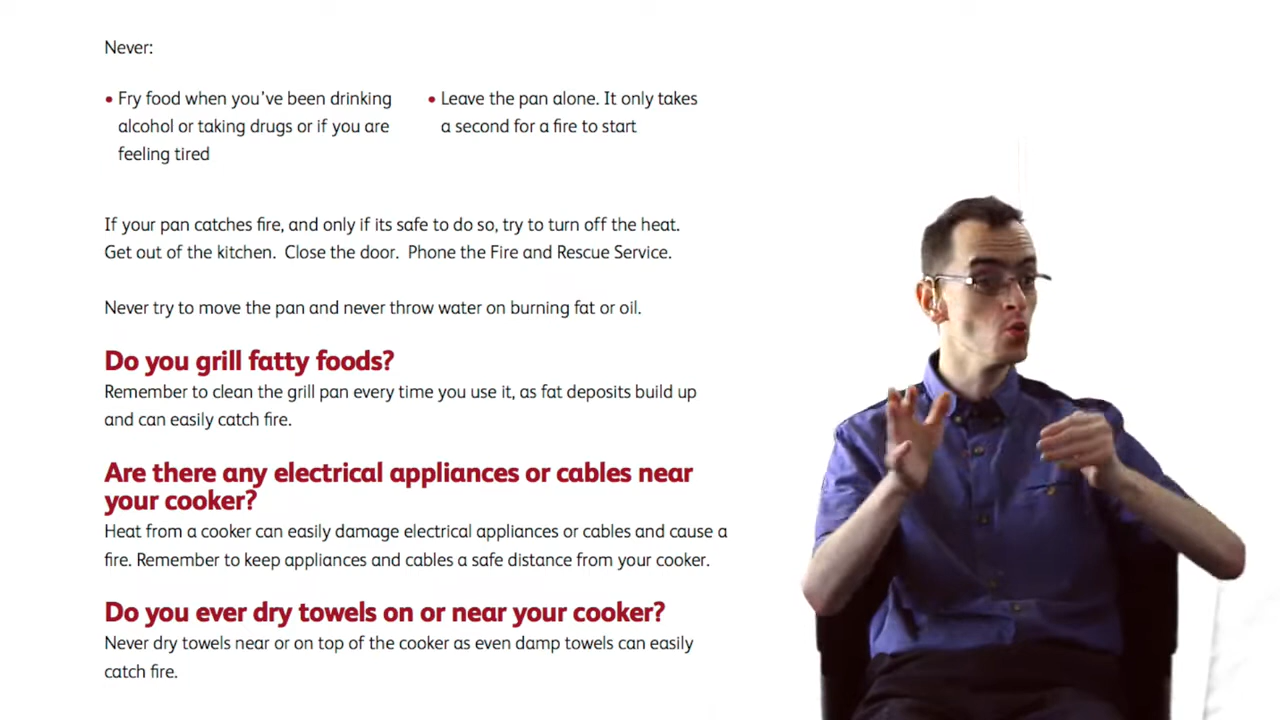 Never:
• Fry food when you've been drinking
alcohol or taking drugs or if you are
feeling tired
• Leave the pan alone. It only takes
a second for a fire to start
If your pan catches fire, and only if its safe to do so, try to turn off the heat.
Get out of the kitchen.  Close the door.  Phone the Fire and Rescue Service.
Never try to move the pan and never throw water on burning fat or oil.
Do you grill fatty foods?
Remember to clean the grill pan every time you use it, as fat deposits build up
and can easily catch fire.
Are there any electrical appliances or cables near
your cooker?
Heat from a cooker can easily damage electrical appliances or cables and cause a
fire. Remember to keep appliances and cables a safe distance from your cooker.
Do you ever dry towels on or near your cooker?
Never dry towels near or on top of the cooker as even damp towels can easily
catch fire.